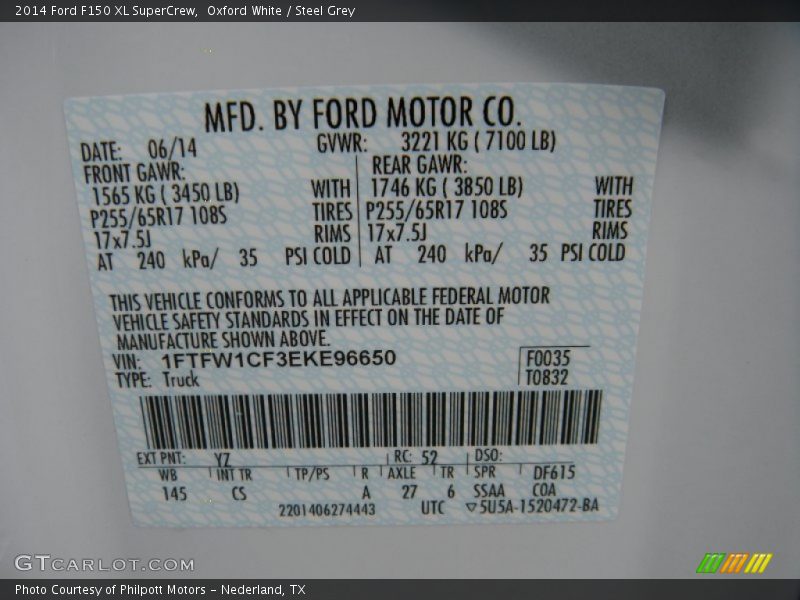 2014 Ford F150 XL SuperCrew,  Oxford White / Steel Grey
MFD. BY FORD MOTOR CO.
DATE: 06/14 GVWR: 3221 KG ( 7100 LB)
FRONT GAWR: REAR GAWR:
1565 KG ( 3450 LB) WITH 1746 KG ( 3850 LB) WITH
P255/65R17 108S TIRES P255/65R17 108S TIRES
17x7.5J RIMS 17x7.5J RIMS
AT 240 kPa/ 35 PSI COLD AT 240 kPa/ 35 PSI COLD
THIS VEHICLE CONFORMS TO ALL APPLICABLE FEDERAL MOTOR
VEHICLE SAFETY STANDARDS IN EFFECT ON THE DATE OF
MANUFACTURE SHOWN ABOVE.
VIN: 1FTFW1CF3EKE96650 F0035
TYPE: Truck T0832
EXT PNT: YZ RC: 52 DSO:
WB INT TR TP/PS R AXLE TR SPR DF615
145 CS A 27 6 SSAA COA
2201406274443 UTC ▽5U5A-1520472-BA
GTCARLOT.COM
Photo Courtesy of Philpott Motors - Nederland, TX